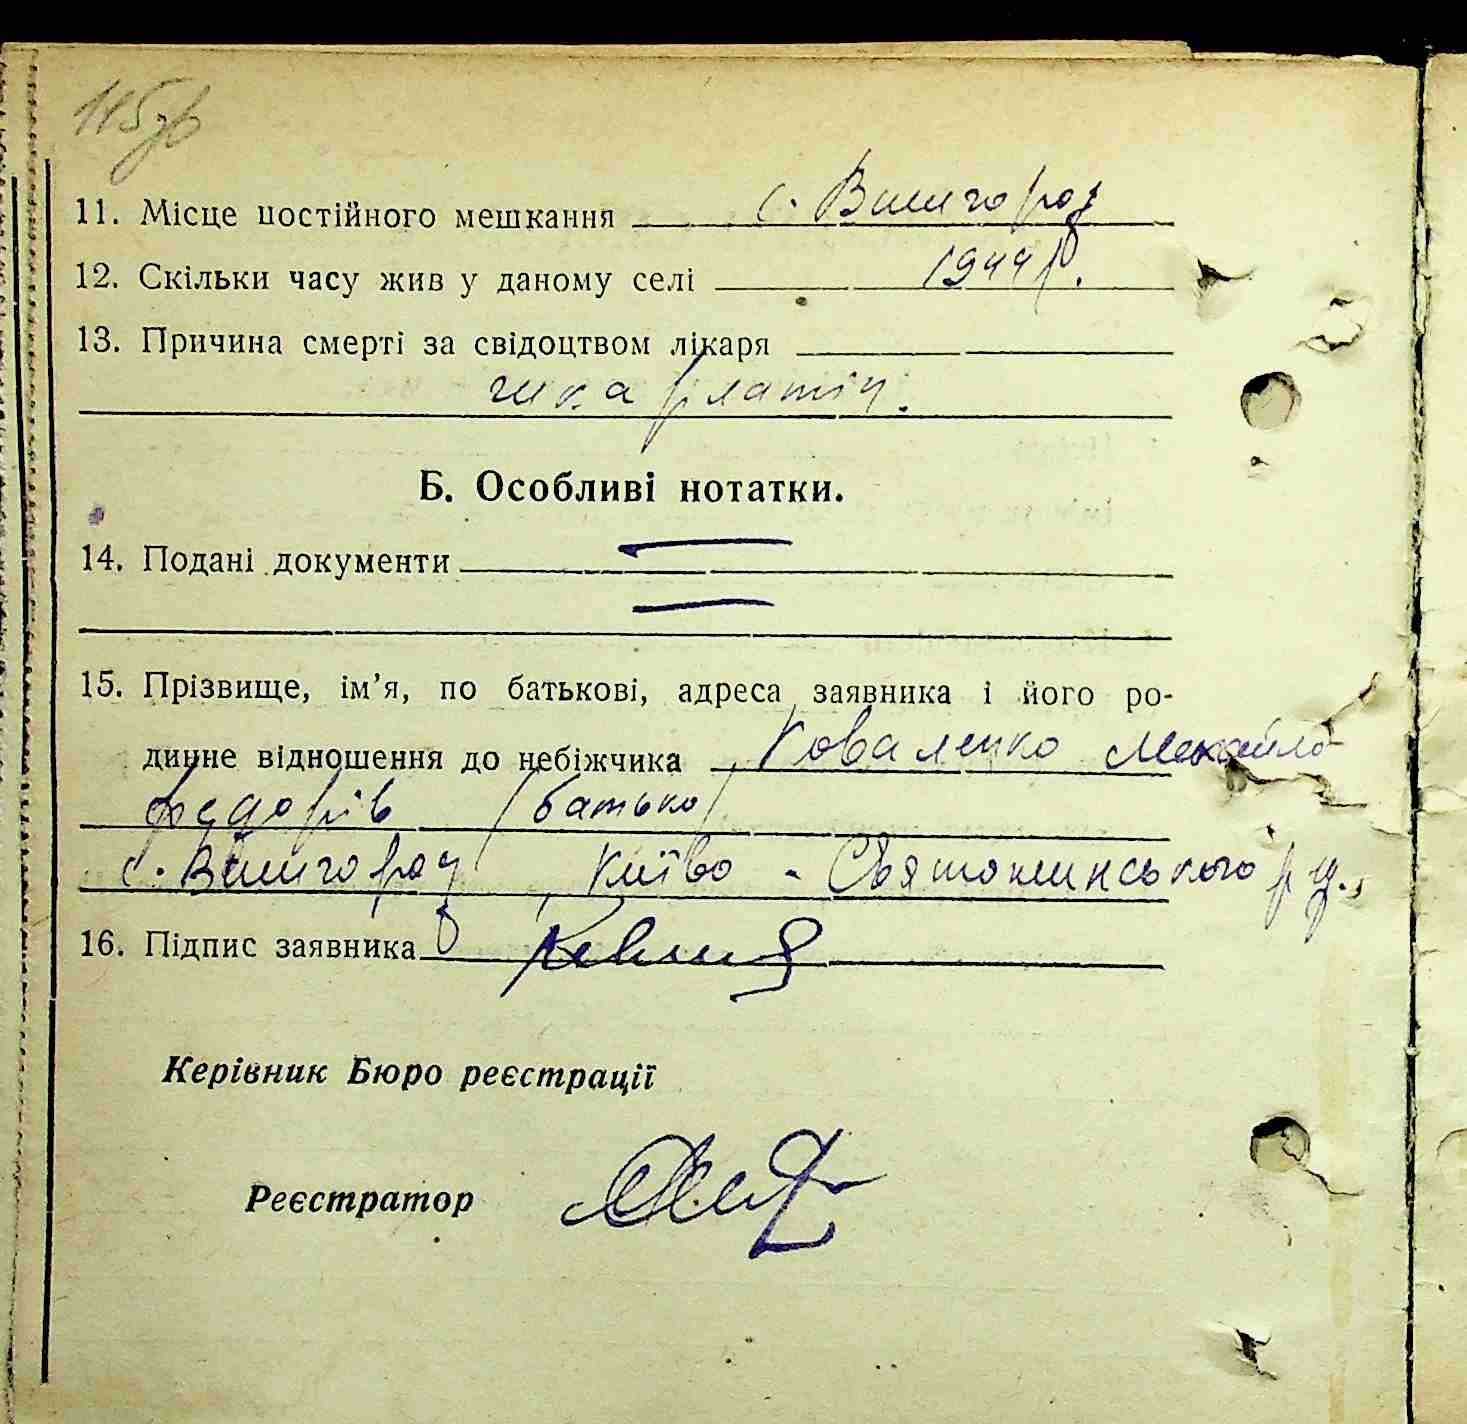 115зв
11. Місце постійного мешкання с. Вишгород
12. Скільки часу жив у даному селі
13. Причина смерті за свідоцтвом лікаря
Б. Особливі нотатки.
14. Подані документи
15. Прізвище, ім'я, по батькові, адреса заявника і його ро-
динне відношення до небіжчика Коваленко Михайло
федорів /батько/
с. Вишгород, Київо - Святошинського
16. Підпис заявника
Керівник Бюро реєстрації
Реєстратор